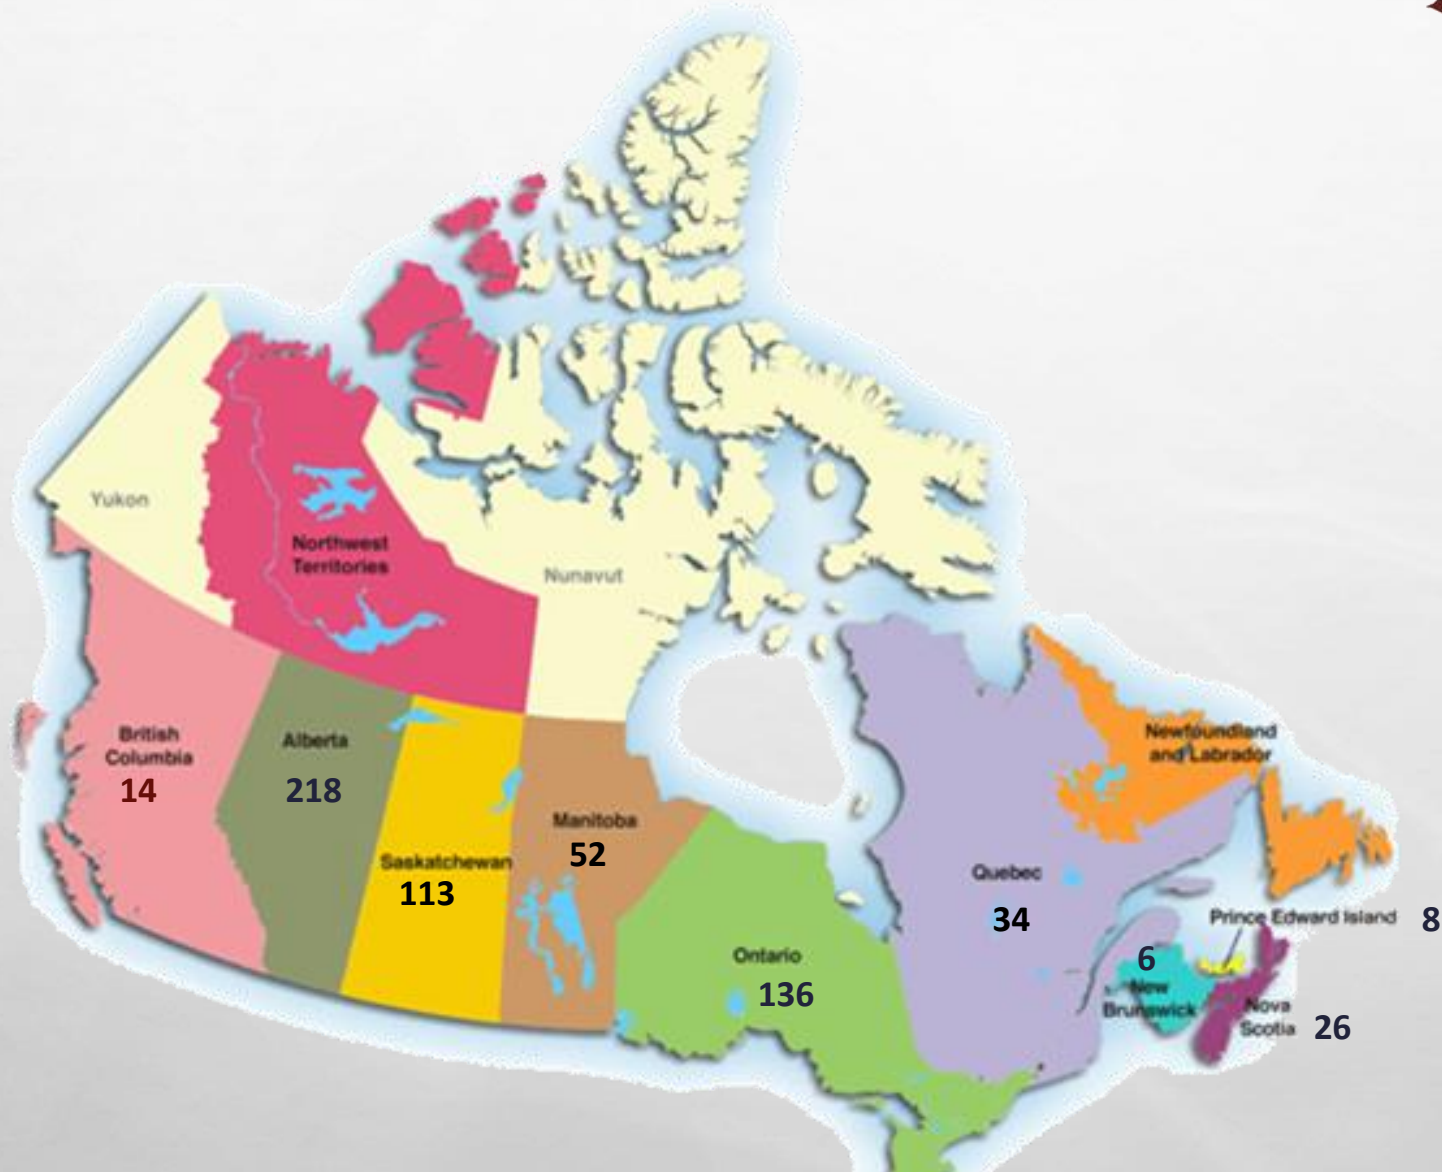 Yukon
Northwest
Territories
Nunavut
British
Columbia
14
Alberta
218
Saskatchewan
113
Manitoba
52
Ontario
136
Quebec
34
Newfoundland
and Labrador
Prince Edward Island 8
6
New
Brunswick
Nova
Scotia 26